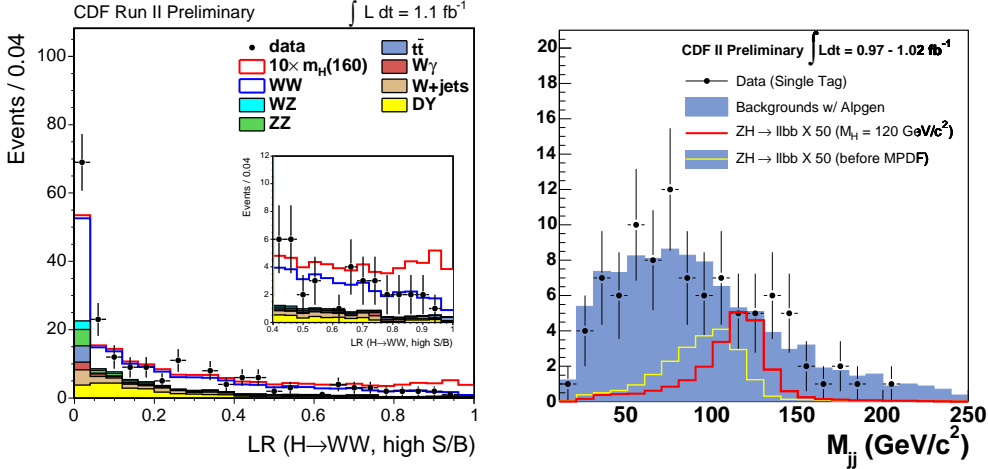 CDF Run II Preliminary
∫ L dt = 1.1 fb⁻¹
Events / 0.04
100
80
60
40
20
0
data
10× m_H(160)
WW
WZ
ZZ
tt̄
Wγ
W+jets
DY
Events / 0.04
12
10
8
6
4
2
0
0.4 0.5 0.6 0.7 0.8 0.9 1
LR (H→WW, high S/B)
0 0.2 0.4 0.6 0.8 1
LR (H→WW, high S/B)
20
18
16
14
12
10
8
6
4
2
0
CDF II Preliminary ∫ Ldt = 0.97 - 1.02 fb⁻¹
Data (Single Tag)
Backgrounds w/ Alpgen
ZH → llbb X 50 (M_H = 120 GeV/c²)
ZH → llbb X 50 (before MPDF)
50 100 150 200 250
M_jj (GeV/c²)